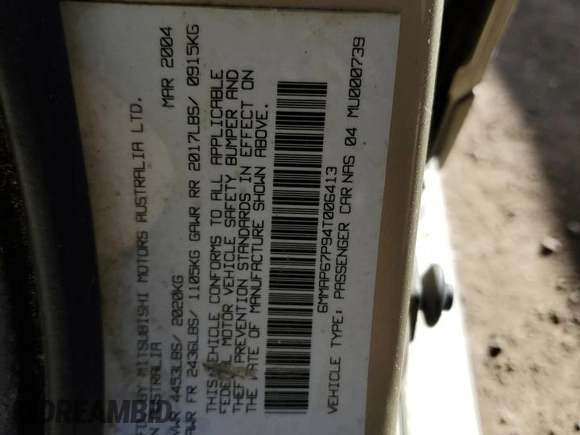 BY MITSUBISHI MOTORS AUSTRALIA LTD.
AUSTRALIA MAR 2004
4453LBS/ 2020KG
FR 2436LBS/ 1105KG GAWR RR 2017LBS/ 0915KG
THIS VEHICLE CONFORMS TO ALL APPLICABLE
FEDERAL MOTOR VEHICLE SAFETY BUMPER AND
THEFT PREVENTION STANDARDS IN EFFECT ON
THE DATE OF MANUFACTURE SHOWN ABOVE.
6MMAP67P94T006413
VEHICLE TYPE: PASSENGER CAR NAS 04 MU000739
DREAMBID